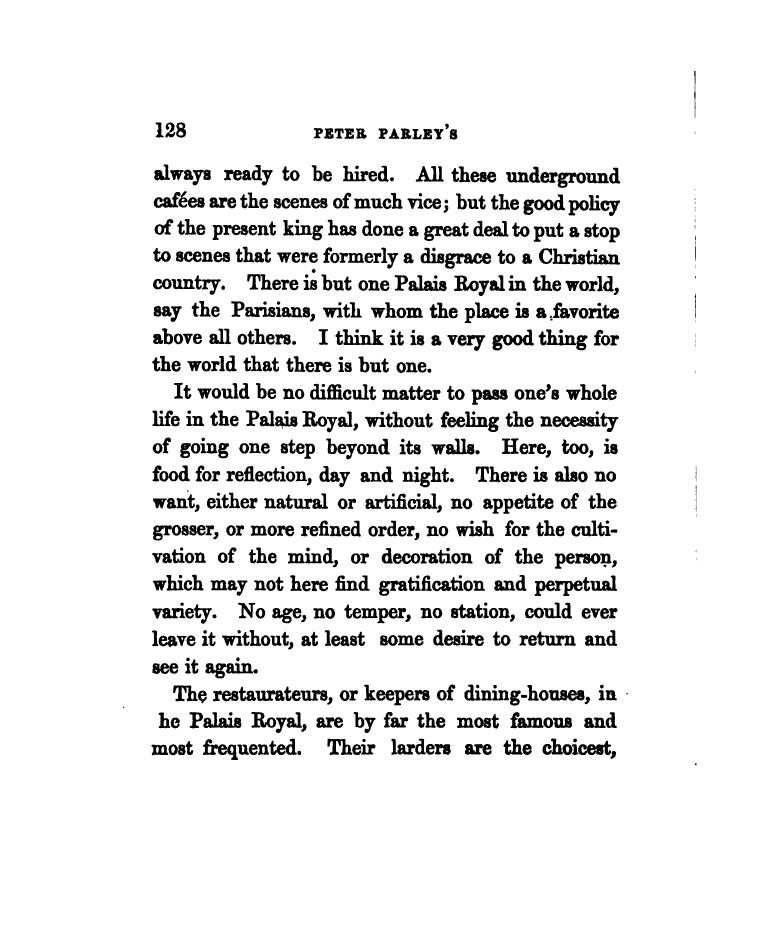 128 PETER PARLEY'S
always ready to be hired. All these underground
cafées are the scenes of much vice; but the good policy
of the present king has done a great deal to put a stop
to scenes that were formerly a disgrace to a Christian
country. There is but one Palais Royal in the world,
say the Parisians, with whom the place is a favorite
above all others. I think it is a very good thing for
the world that there is but one.
It would be no difficult matter to pass one's whole
life in the Palais Royal, without feeling the necessity
of going one step beyond its walls. Here, too, is
food for reflection, day and night. There is also no
want, either natural or artificial, no appetite of the
grosser, or more refined order, no wish for the culti-
vation of the mind, or decoration of the person,
which may not here find gratification and perpetual
variety. No age, no temper, no station, could ever
leave it without, at least some desire to return and
see it again.
The restaurateurs, or keepers of dining-houses, in
he Palais Royal, are by far the most famous and
most frequented. Their larders are the choicest,